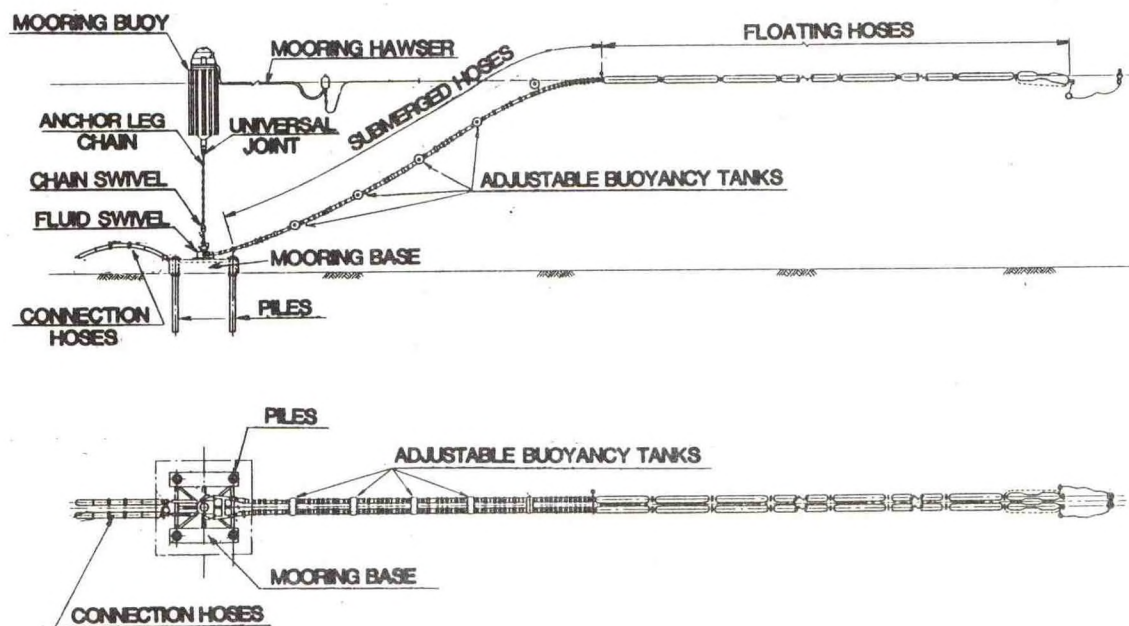 MOORING BUOY
MOORING HAWSER
FLOATING HOSES
SUBMERGED HOSES
ANCHOR LEG
CHAIN
UNIVERSAL
JOINT
CHAIN SWIVEL
ADJUSTABLE BUOYANCY TANKS
FLUID SWIVEL
MOORING BASE
CONNECTION
HOSES
PILES
PILES
ADJUSTABLE BUOYANCY TANKS
MOORING BASE
CONNECTION HOSES